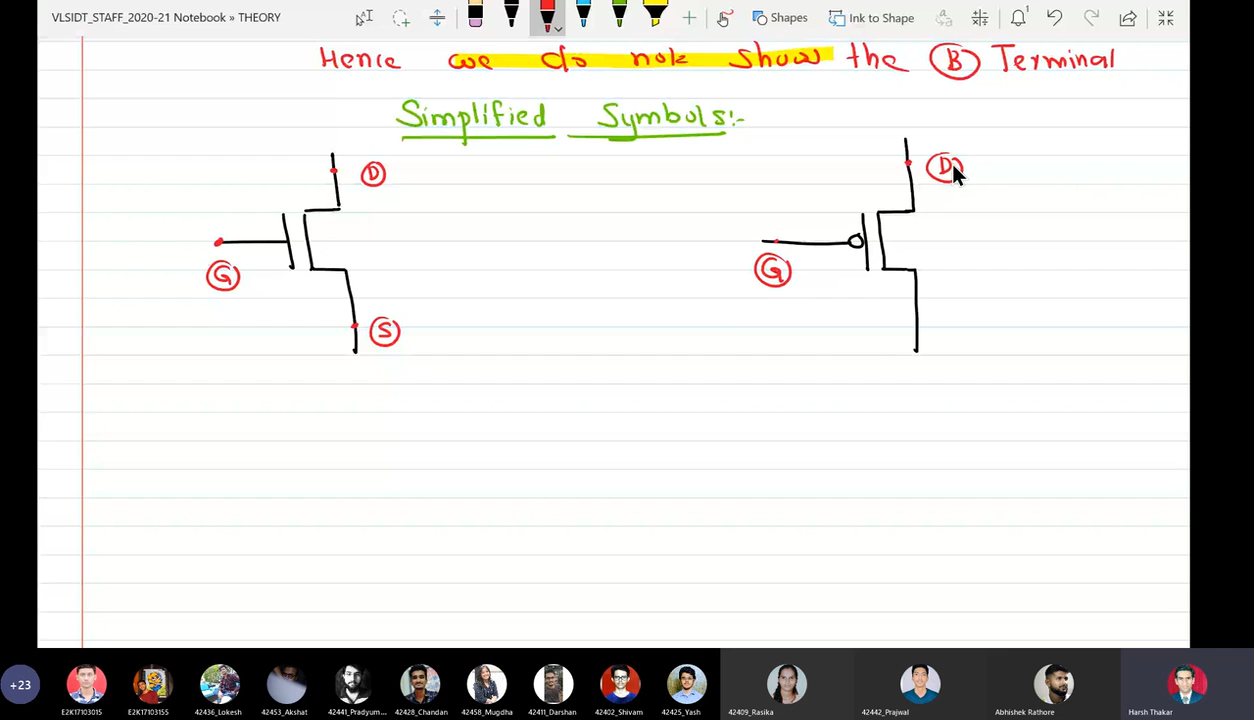 VLSIDT_STAFF_2020-21 Notebook » THEORY
Shapes
Ink to Shape
Hence we do not show the B Terminal
Simplified Symbols:-
D
D
G
G
S
+23
E2K17103015
E2K17103155
42436_Lokesh
42453_Akshat
42441_Pradyum...
42428_Chandan
42458_Mugdha
42411_Darshan
42402_Shivam
42425_Yash
42409_Rasika
42442_Prajwal
Abhishek Rathore
Harsh Thakar